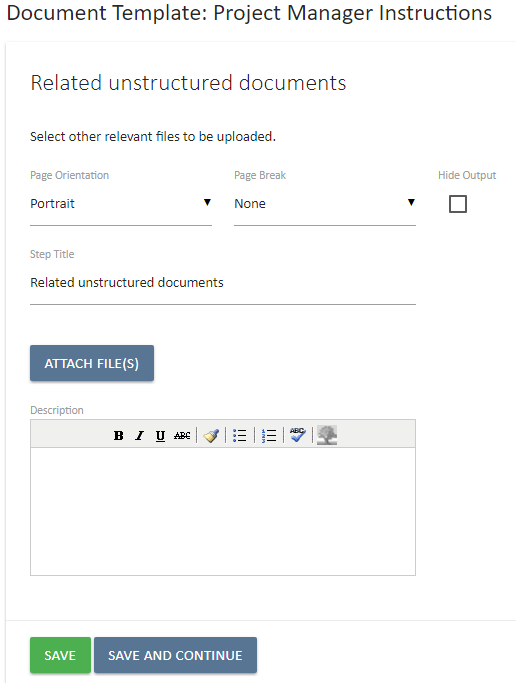 Document Template: Project Manager Instructions
Related unstructured documents
Select other relevant files to be uploaded.
Page Orientation Page Break Hide Output
Portrait None
Step Title
Related unstructured documents
ATTACH FILE(S)
Description
B I U ABC ABC
SAVE SAVE AND CONTINUE